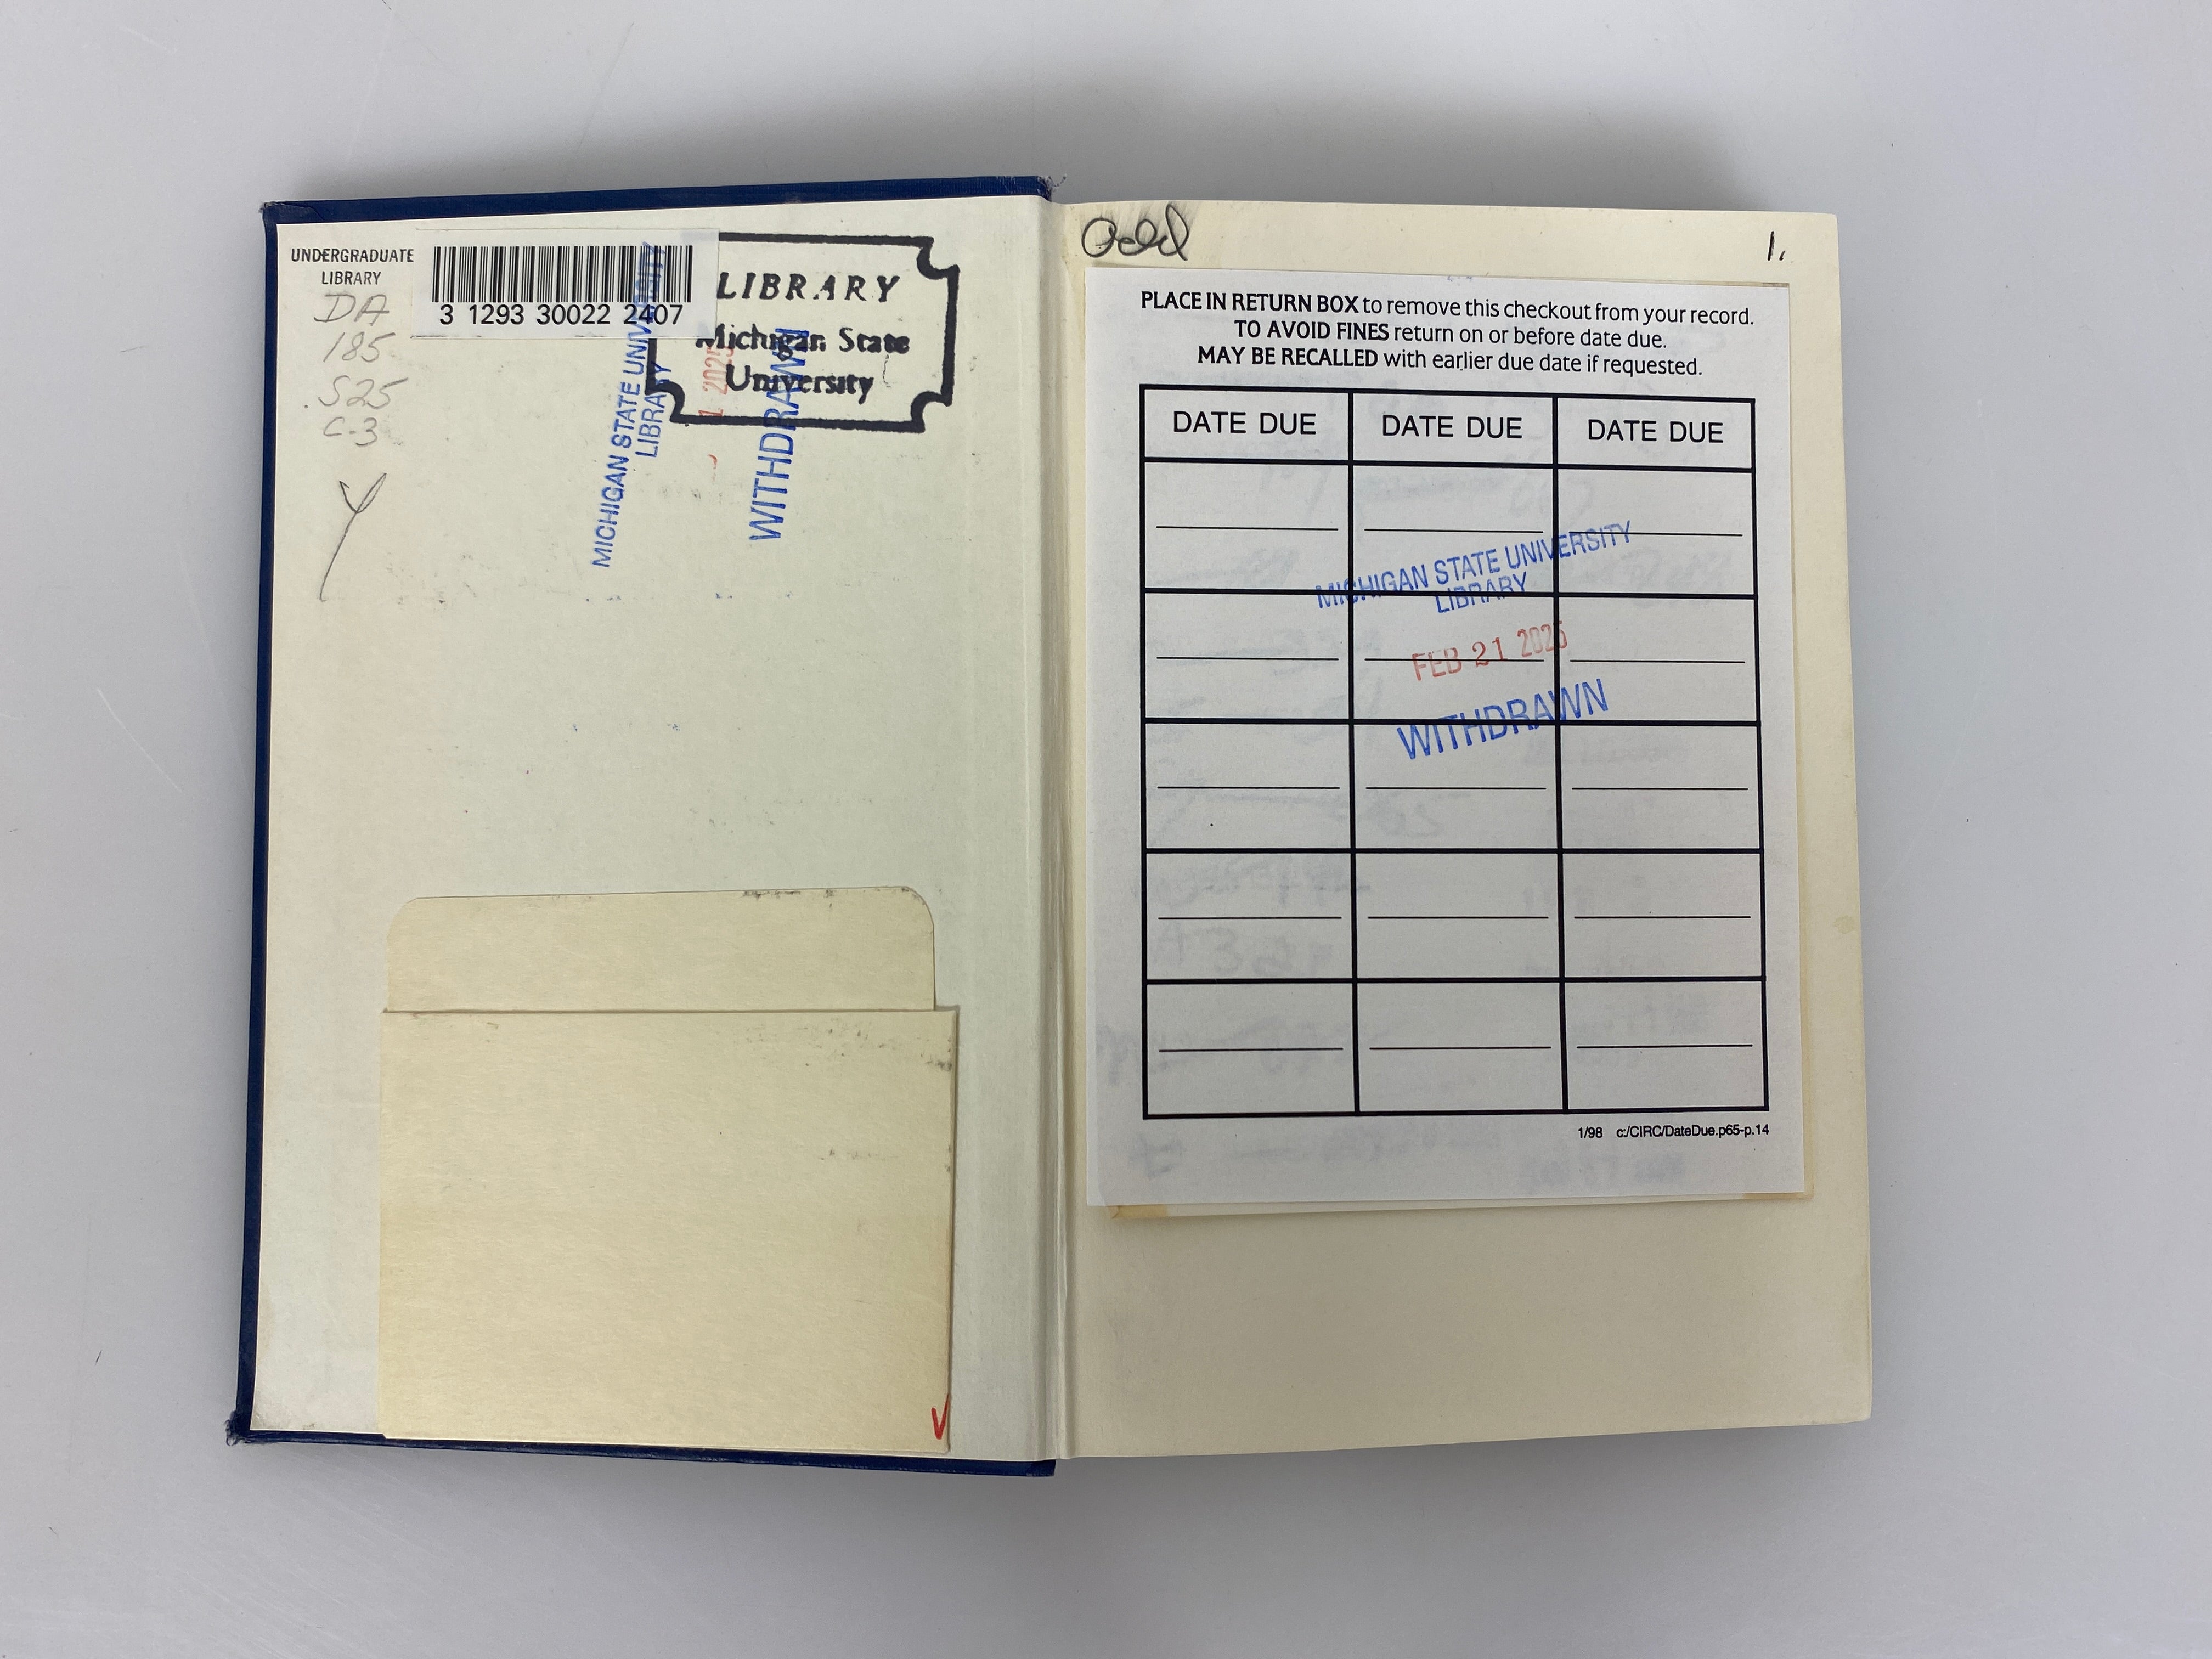 UNDERGRADUATE
LIBRARY
DA
185
.S25
C-3
Y
3 1293 30022 2407
LIBRARY
Michigan State
University
MICHIGAN STATE UNIVERSITY
LIBRARY
1 2025
WITHDRAWN
1.
PLACE IN RETURN BOX to remove this checkout from your record.
TO AVOID FINES return on or before date due.
MAY BE RECALLED with earlier due date if requested.
DATE DUE DATE DUE DATE DUE
MICHIGAN STATE UNIVERSITY
LIBRARY
FEB 21 2025
WITHDRAWN
1/98 c:/CIRC/DateDue.p65-p.14